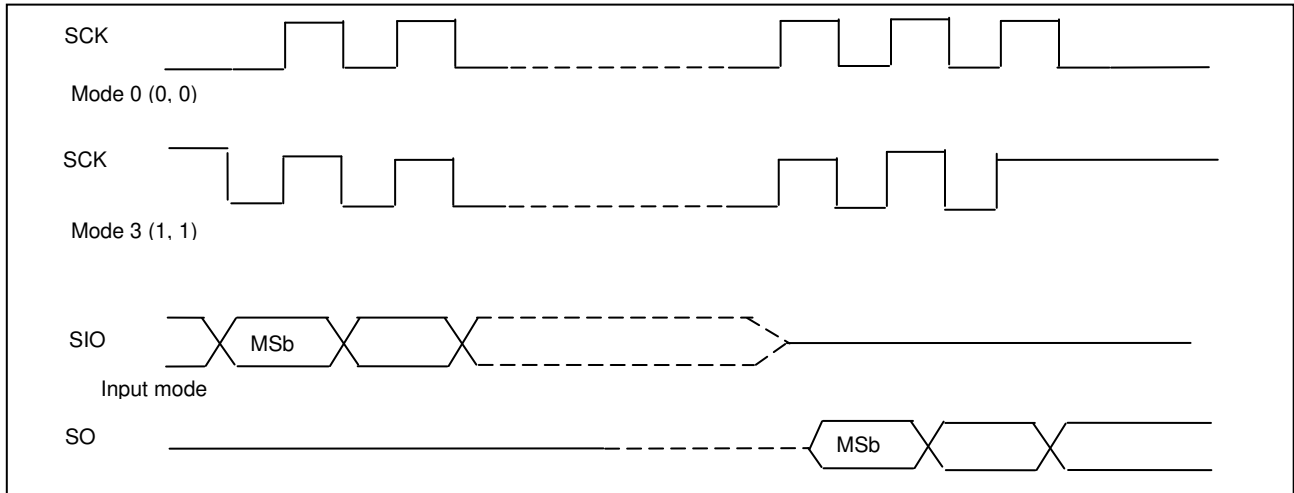 SCK
Mode 0 (0, 0)
SCK
Mode 3 (1, 1)
SIO
MSb
Input mode
SO
MSb